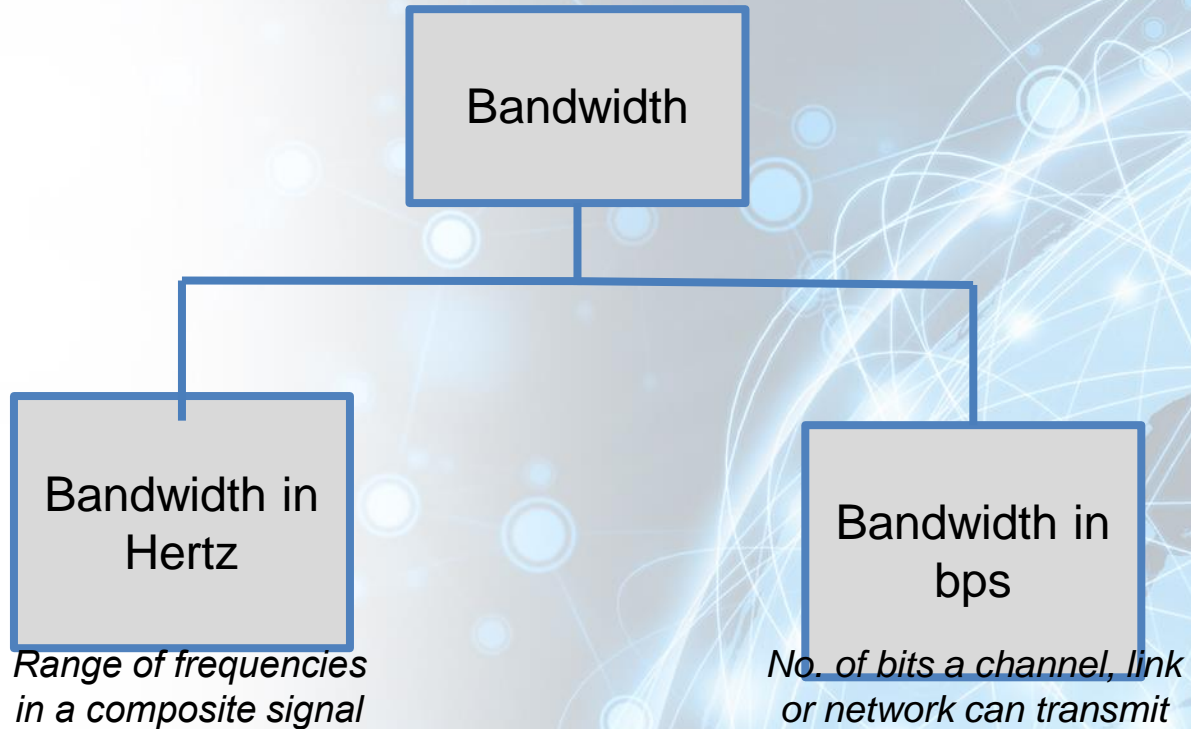 Bandwidth
Bandwidth in
Hertz
Range of frequencies
in a composite signal
Bandwidth in
bps
No. of bits a channel, link
or network can transmit